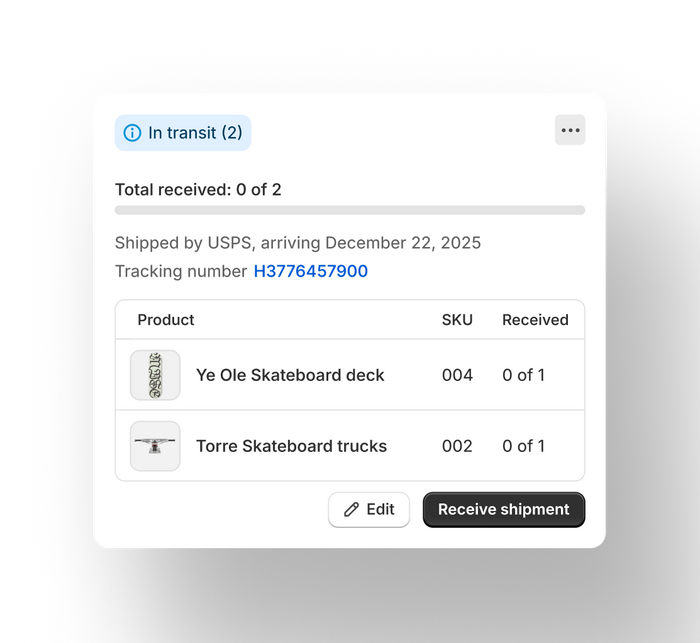 In transit (2)
Total received: 0 of 2
Shipped by USPS, arriving December 22, 2025
Tracking number H3776457900
Product SKU Received
Ye Ole Skateboard deck 004 0 of 1
Torre Skateboard trucks 002 0 of 1
Edit Receive shipment